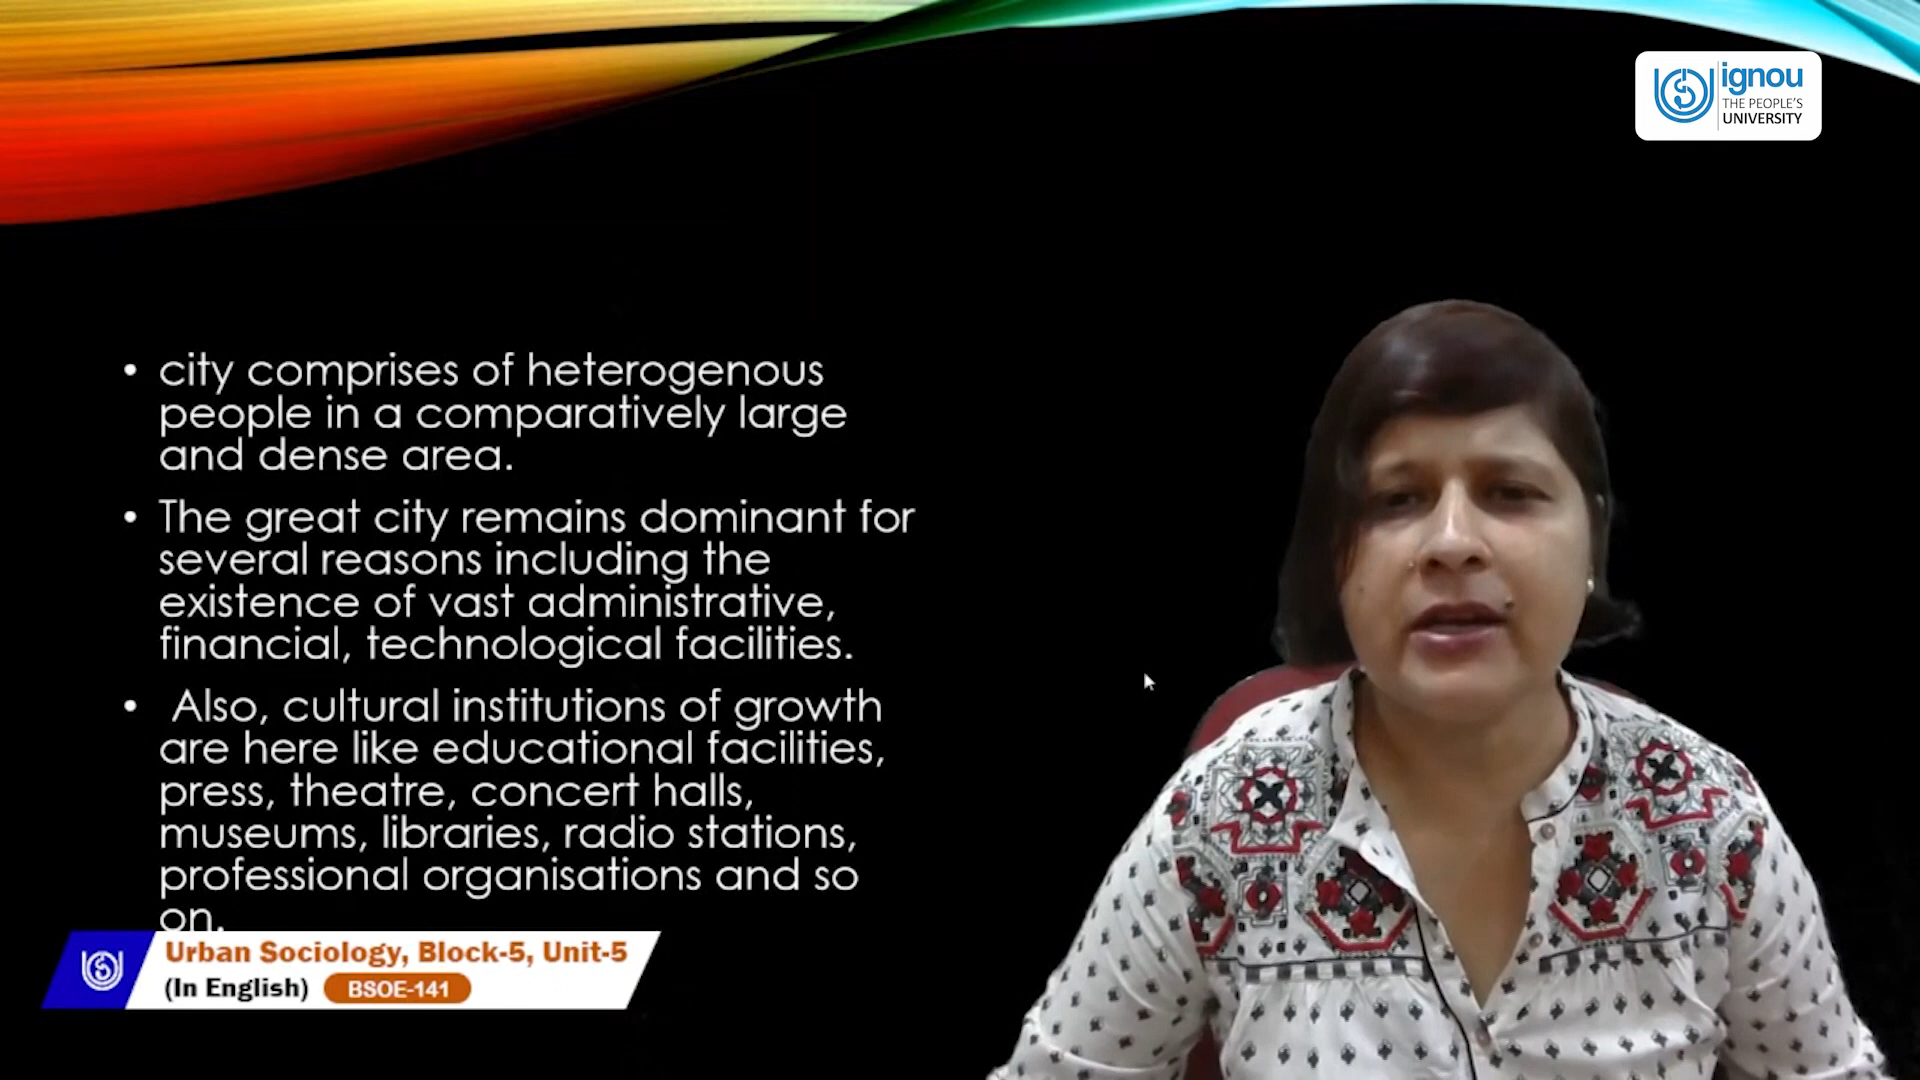 ignou
THE PEOPLE'S
UNIVERSITY
• city comprises of heterogenous
people in a comparatively large
and dense area.
• The great city remains dominant for
several reasons including the
existence of vast administrative,
financial, technological facilities.
• Also, cultural institutions of growth
are here like educational facilities,
press, theatre, concert halls,
museums, libraries, radio stations,
professional organisations and so
on.
Urban Sociology, Block-5, Unit-5
(In English) BSOE-141